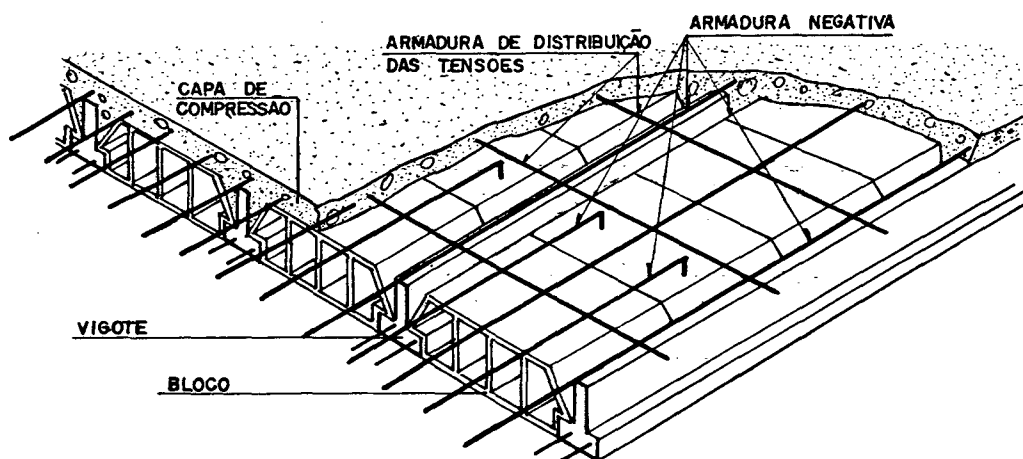 ARMADURA NEGATIVA
ARMADURA DE DISTRIBUIÇÃO
DAS TENSOES
CAPA DE
COMPRESSÃO
VIGOTE
BLOCO